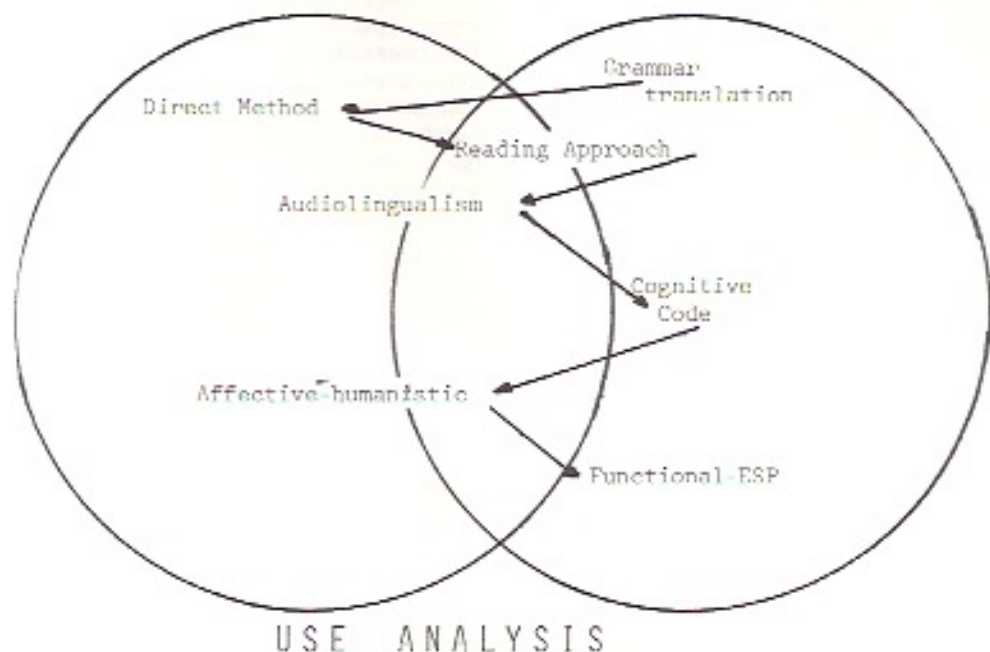 Grammar
translation
Direct Method
Reading Approach
Audiolingualism
Cognitive
Code
Affective-humanistic
Functional-ESP
USE ANALYSIS